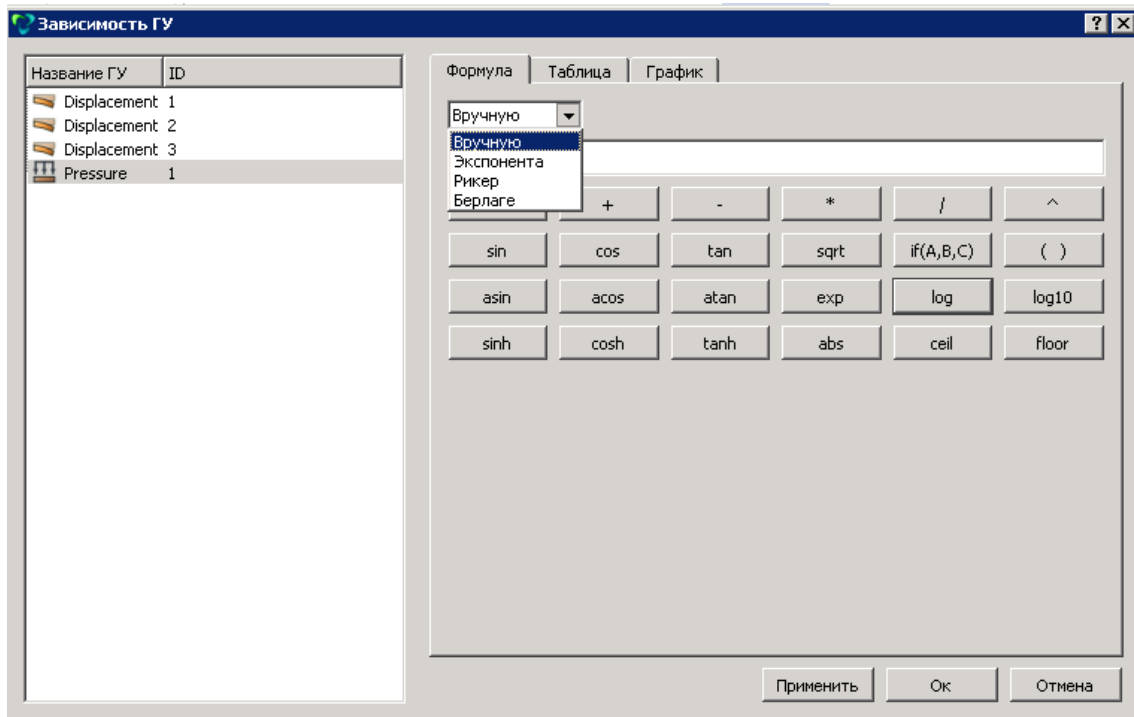 Зависимость ГУ
Название ГУ ID
Displacement 1
Displacement 2
Displacement 3
Pressure 1
Формула Таблица График
Вручную
Вручную
Экспонента
Рикер
Берлаге
+ - * / ^
sin cos tan sqrt if(A,B,C) ( )
asin acos atan exp log log10
sinh cosh tanh abs ceil floor
Применить Ок Отмена